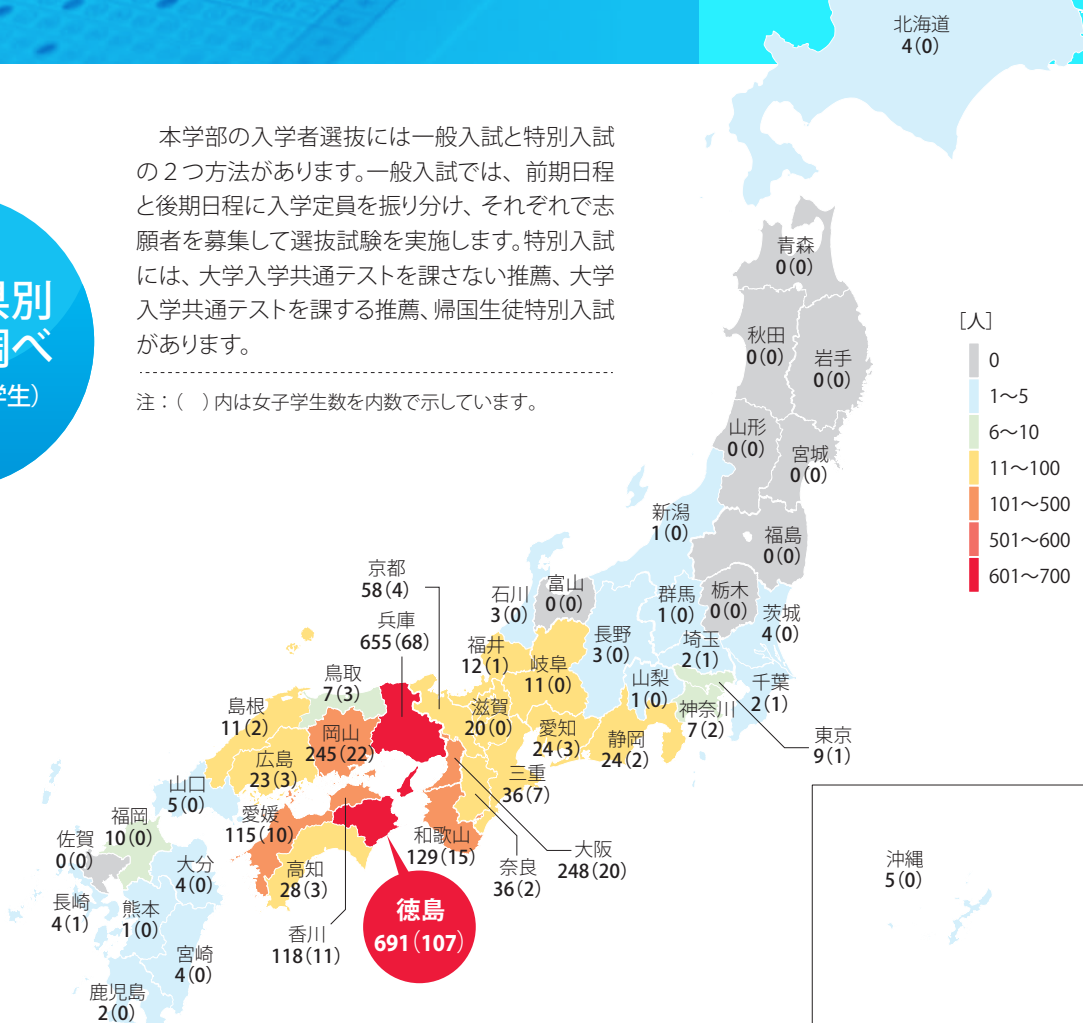 北海道
4(0)
本学部の入学者選抜には一般入試と特別入試
の2つ方法があります。一般入試では、前期日程
と後期日程に入学定員を振り分け、それぞれで志
願者を募集して選抜試験を実施します。特別入試
には、大学入学共通テストを課さない推薦、大学
入学共通テストを課する推薦、帰国生徒特別入試
があります。
注：(　)内は女子学生数を内数で示しています。
県別
調べ
学生)
青森
0(0)
秋田
0(0)
岩手
0(0)
山形
0(0)
宮城
0(0)
福島
0(0)
[人]
0
1〜5
6〜10
11〜100
101〜500
501〜600
601〜700
新潟
1(0)
富山
0(0)
石川
3(0)
群馬
1(0)
栃木
0(0)
茨城
4(0)
埼玉
2(1)
長野
3(0)
山梨
1(0)
千葉
2(1)
神奈川
7(2)
東京
9(1)
京都
58(4)
兵庫
655(68)
福井
12(1)
岐阜
11(0)
滋賀
20(0)
愛知
24(3)
静岡
24(2)
三重
36(7)
鳥取
7(3)
島根
11(2)
岡山
245(22)
広島
23(3)
山口
5(0)
愛媛
115(10)
高知
28(3)
香川
118(11)
徳島
691(107)
和歌山
129(15)
奈良
36(2)
大阪
248(20)
福岡
10(0)
佐賀
0(0)
大分
4(0)
長崎
4(1)
熊本
1(0)
宮崎
4(0)
鹿児島
2(0)
沖縄
5(0)